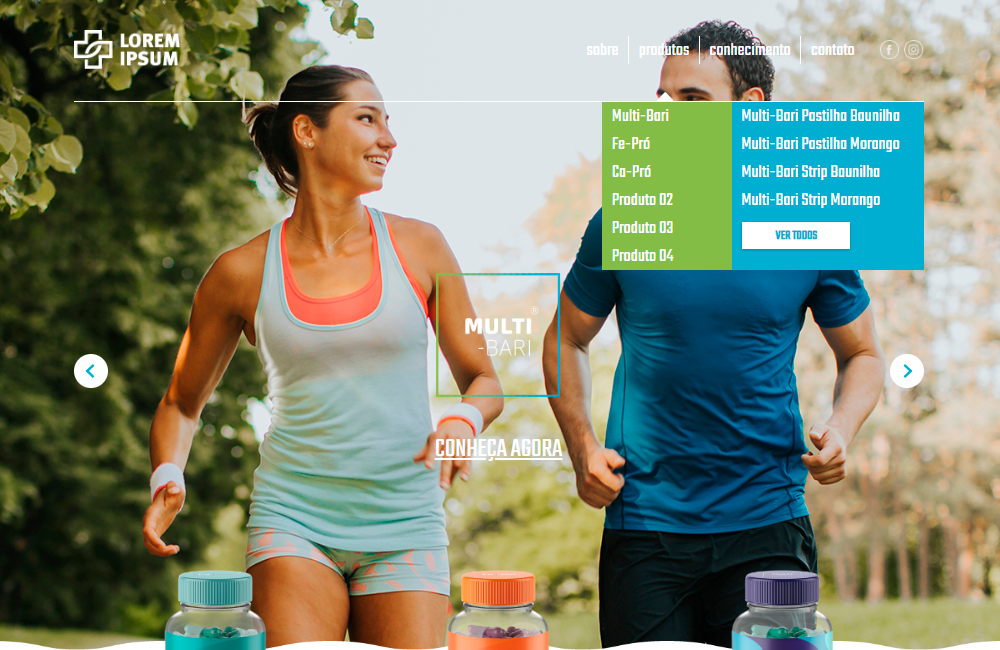 LOREM
IPSUM
sobre
produtos
conhecimento
contato
Multi-Bari
Fe-Pró
Ca-Pró
Produto 02
Produto 03
Produto 04
Multi-Bari Pastilha Baunilha
Multi-Bari Pastilha Morango
Multi-Bari Strip Baunilha
Multi-Bari Strip Morango
VER TODOS
MULTI®
-BARI
CONHEÇA AGORA